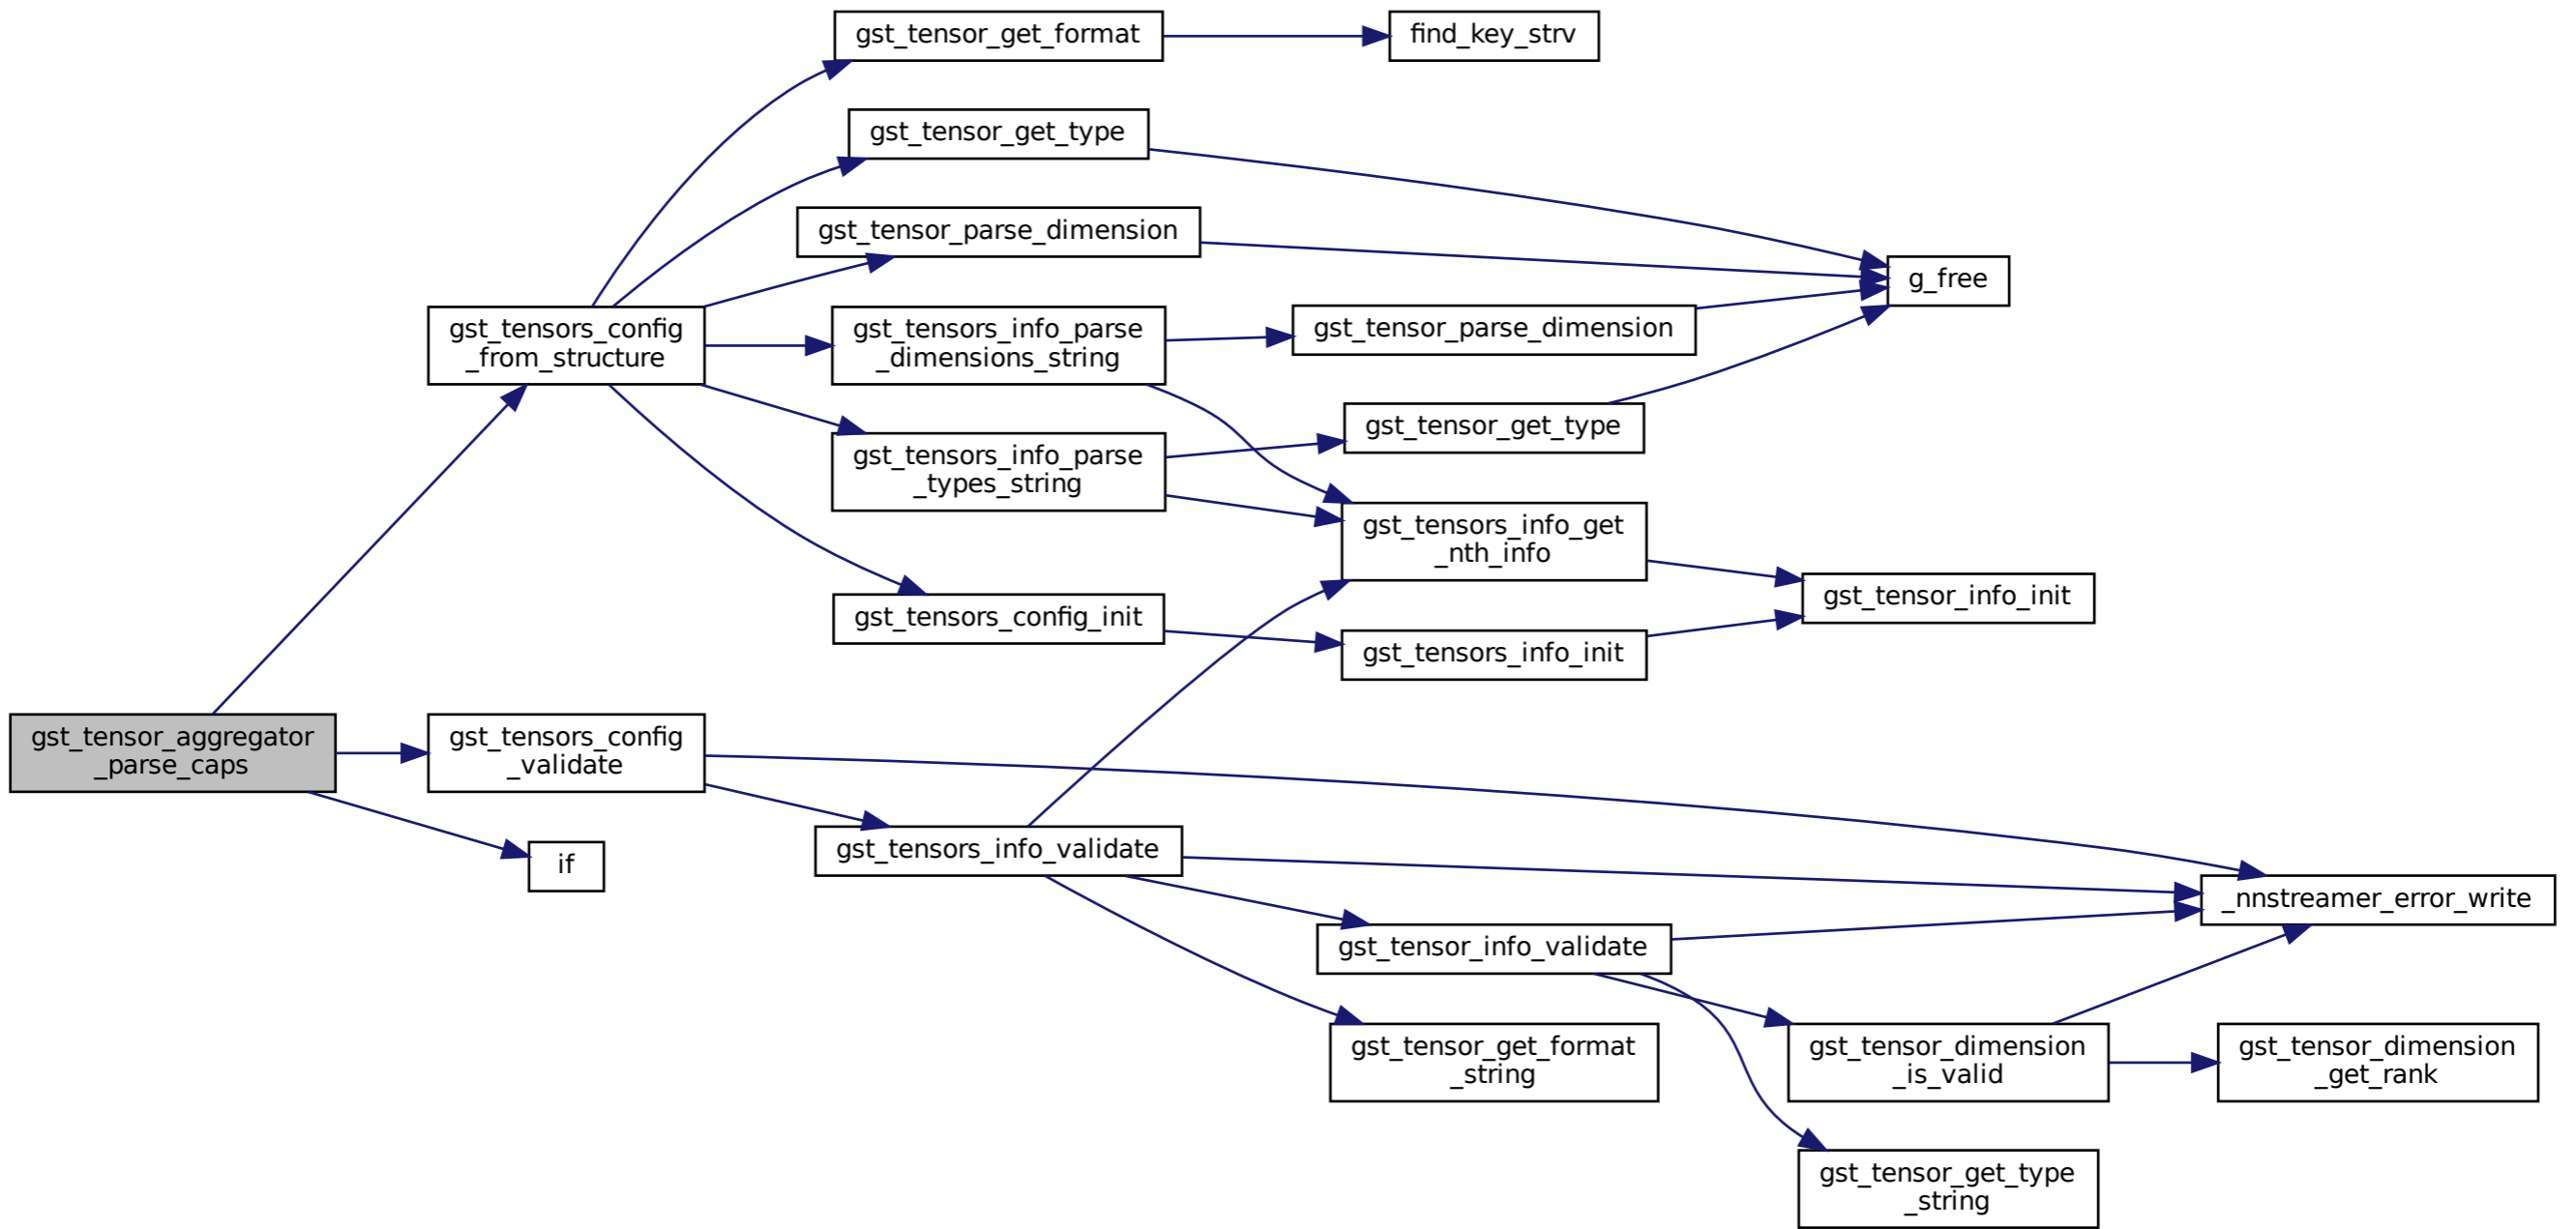 gst_tensor_get_format
find_key_strv
gst_tensor_get_type
gst_tensor_parse_dimension
g_free
gst_tensors_config
_from_structure
gst_tensors_info_parse
_dimensions_string
gst_tensor_parse_dimension
gst_tensor_get_type
gst_tensors_info_parse
_types_string
gst_tensors_info_get
_nth_info
gst_tensor_info_init
gst_tensors_config_init
gst_tensors_info_init
gst_tensor_aggregator
_parse_caps
gst_tensors_config
_validate
if
gst_tensors_info_validate
_nnstreamer_error_write
gst_tensor_info_validate
gst_tensor_get_format
_string
gst_tensor_dimension
_is_valid
gst_tensor_dimension
_get_rank
gst_tensor_get_type
_string